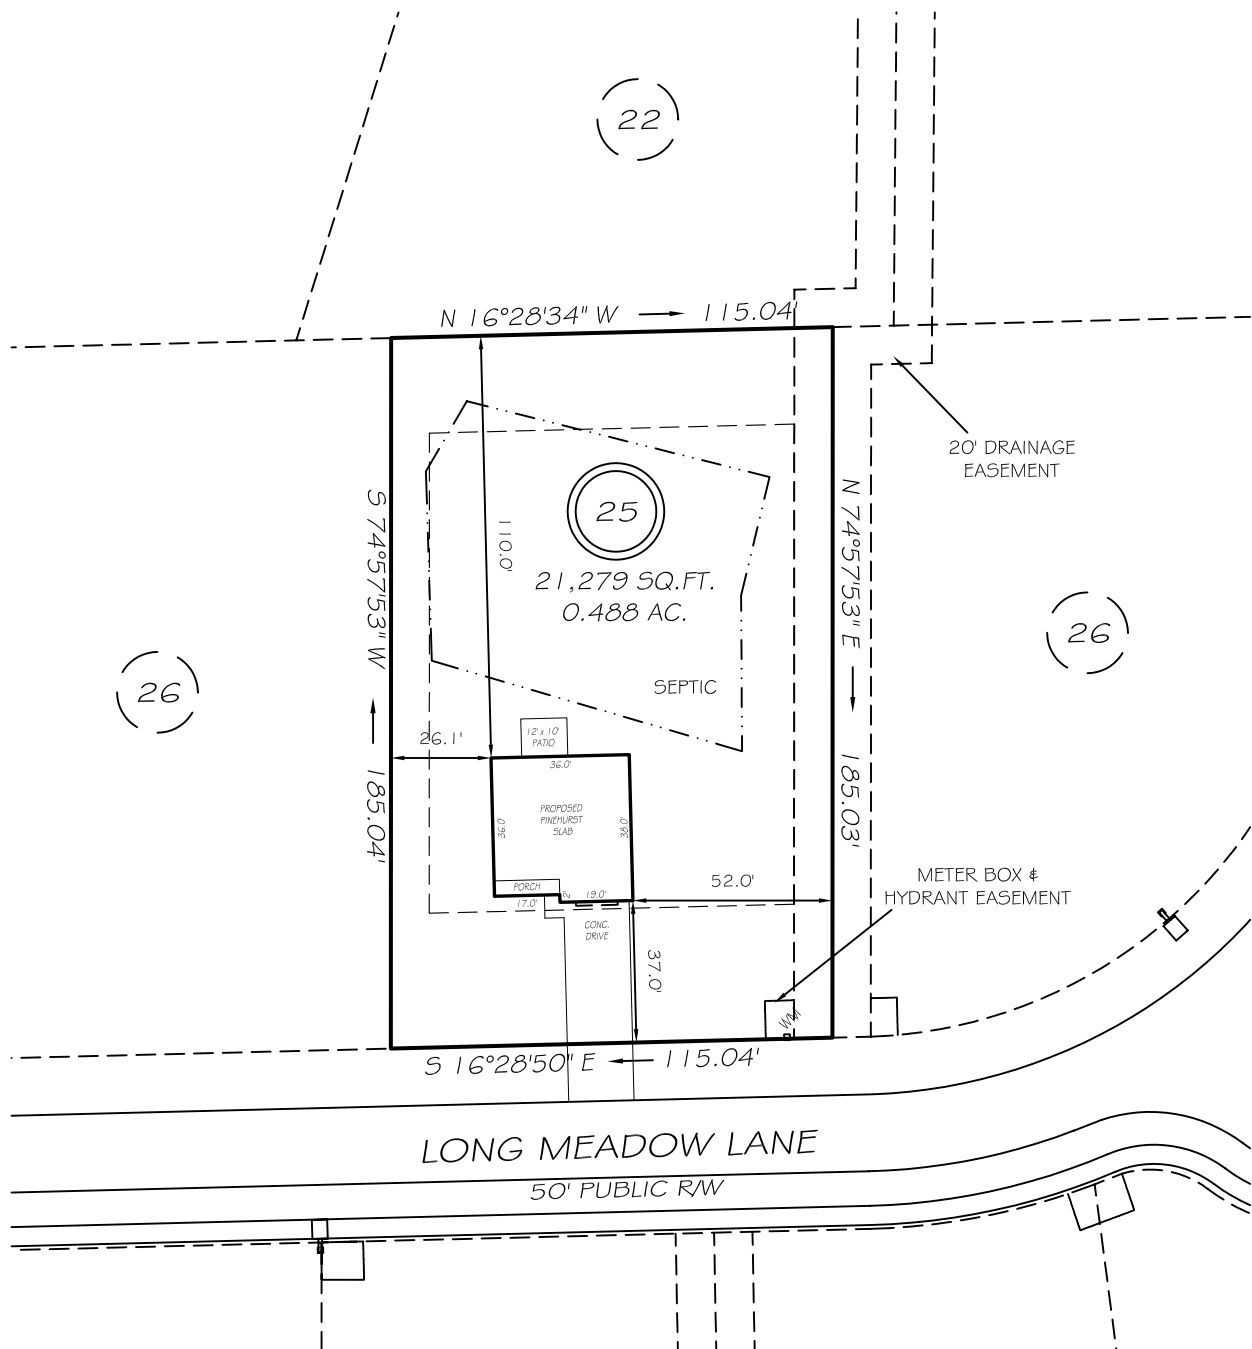 22
N 16°28'34" W 115.04'
20' DRAINAGE
EASEMENT
S 74°57'53" W 185.04'
110.0'
25
21,279 SQ.FT.
0.488 AC.
N 74°57'53" E 185.03'
26
26
SEPTIC
26.1'
12' x 10'
PATIO
36.0'
36.0'
PROPOSED
PINEHURST
SLAB
38.0'
PORCH
17.0'
2'
19.0'
52.0'
METER BOX &
HYDRANT EASEMENT
CONC.
DRIVE
37.0'
WM
S 16°28'50" E 115.04'
LONG MEADOW LANE
50' PUBLIC R/W